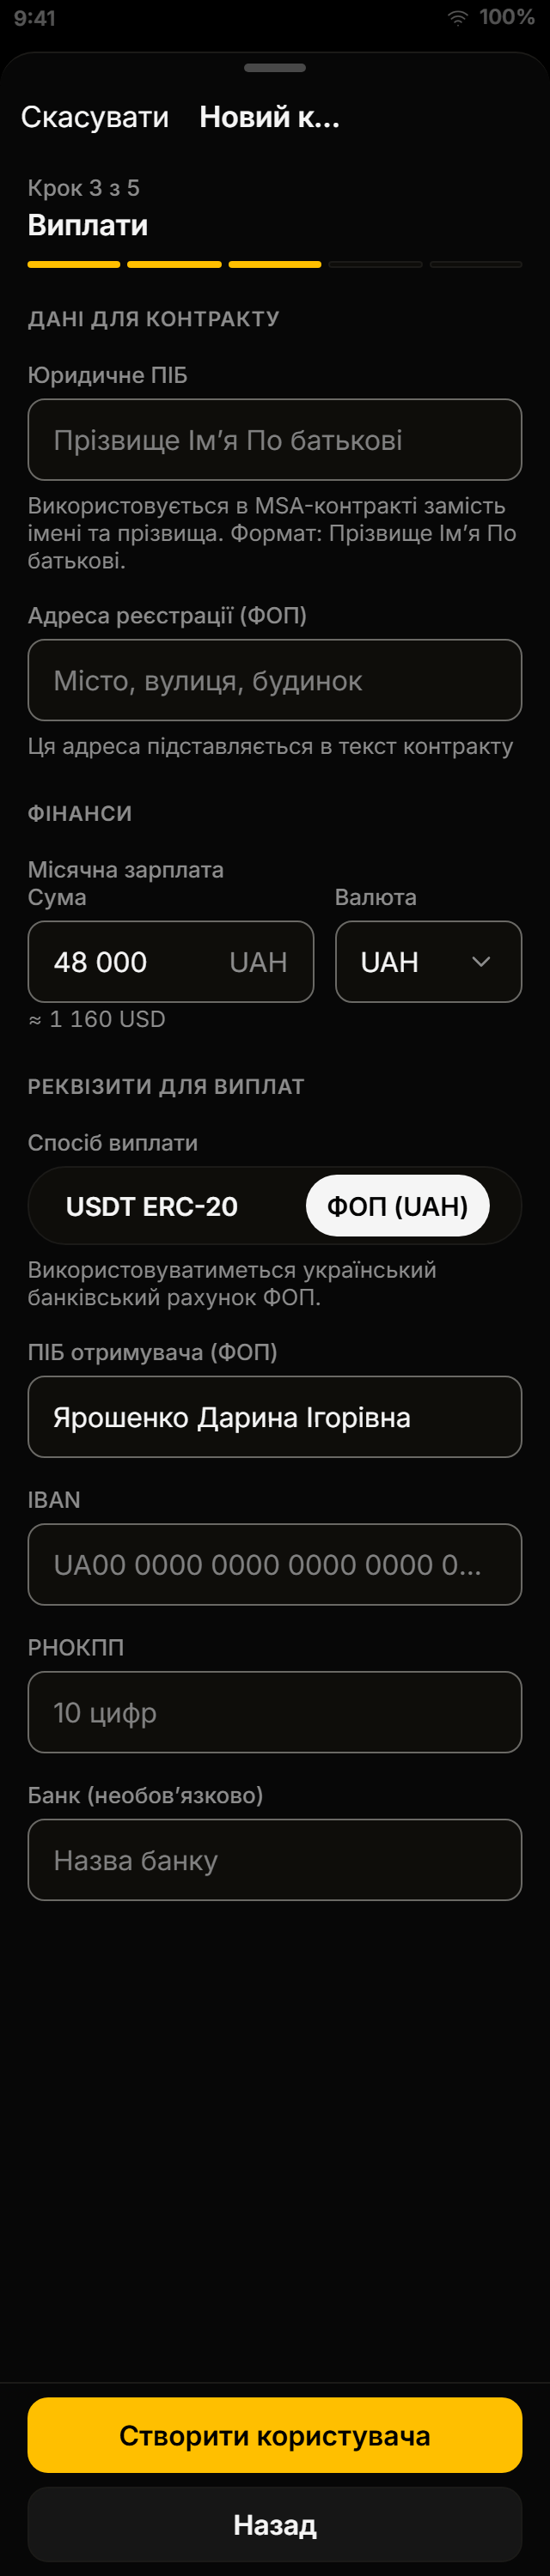 9:41
100%
Скасувати
Новий к...
Крок 3 з 5
Виплати
ДАНІ ДЛЯ КОНТРАКТУ
Юридичне ПІБ
Прізвище Ім’я По батькові
Використовується в MSA-контракті замість
імені та прізвища. Формат: Прізвище Ім’я По
батькові.
Адреса реєстрації (ФОП)
Місто, вулиця, будинок
Ця адреса підставляється в текст контракту
ФІНАНСИ
Місячна зарплата
Сума
Валюта
48 000 UAH
UAH
≈ 1 160 USD
РЕКВІЗИТИ ДЛЯ ВИПЛАТ
Спосіб виплати
USDT ERC-20
ФОП (UAH)
Використовуватиметься український
банківський рахунок ФОП.
ПІБ отримувача (ФОП)
Ярошенко Дарина Ігорівна
IBAN
UA00 0000 0000 0000 0000 0...
РНОКПП
10 цифр
Банк (необов’язково)
Назва банку
Створити користувача
Назад